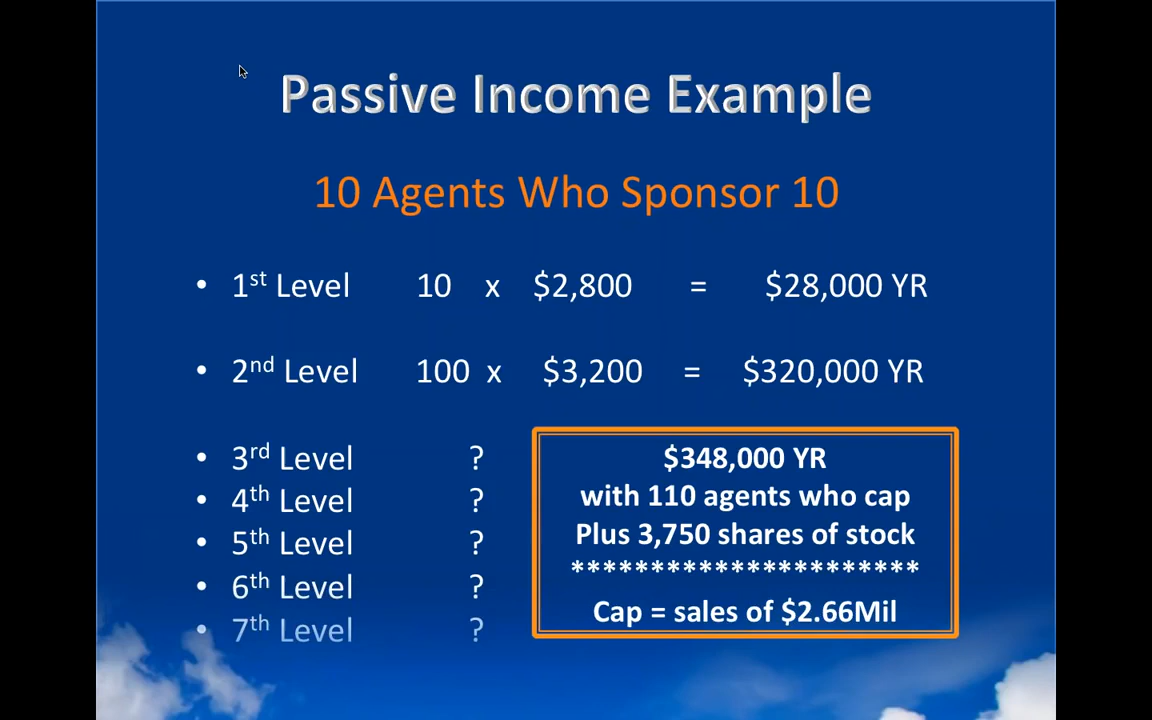 Passive Income Example
10 Agents Who Sponsor 10
• 1st Level 10 x $2,800 = $28,000 YR
• 2nd Level 100 x $3,200 = $320,000 YR
• 3rd Level ?
• 4th Level ?
• 5th Level ?
• 6th Level ?
• 7th Level ?
$348,000 YR
with 110 agents who cap
Plus 3,750 shares of stock
**********************
Cap = sales of $2.66Mil